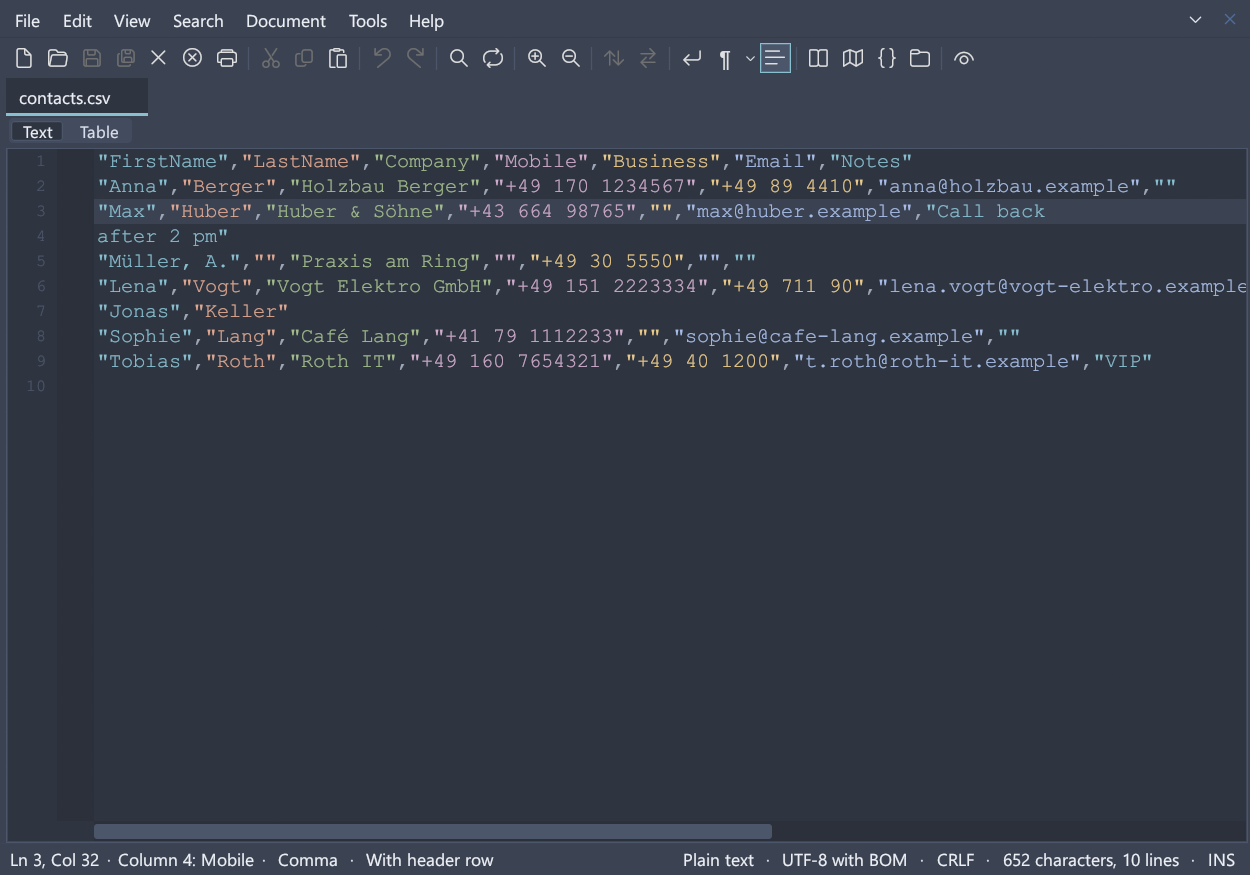 File Edit View Search Document Tools Help
contacts.csv
Text Table
1 "FirstName","LastName","Company","Mobile","Business","Email","Notes"
2 "Anna","Berger","Holzbau Berger","+49 170 1234567","+49 89 4410","anna@holzbau.example",""
3 "Max","Huber","Huber & Söhne","+43 664 98765","","max@huber.example","Call back
4 after 2 pm"
5 "Müller, A.","","Praxis am Ring","","+49 30 5550","",""
6 "Lena","Vogt","Vogt Elektro GmbH","+49 151 2223334","+49 711 90","lena.vogt@vogt-elektro.example
7 "Jonas","Keller"
8 "Sophie","Lang","Café Lang","+41 79 1112233","","sophie@cafe-lang.example",""
9 "Tobias","Roth","Roth IT","+49 160 7654321","+49 40 1200","t.roth@roth-it.example","VIP"
10
Ln 3, Col 32 · Column 4: Mobile · Comma · With header row Plain text · UTF-8 with BOM · CRLF · 652 characters, 10 lines · INS